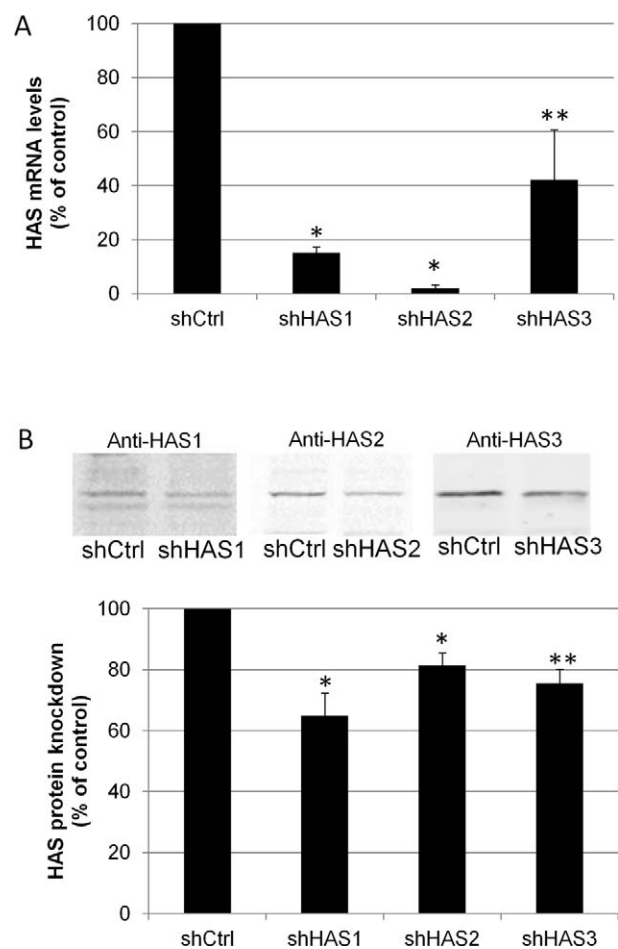 A
HAS mRNA levels
(% of control)
100
80
60
40
20
0
*
*
**
shCtrl shHAS1 shHAS2 shHAS3
B
Anti-HAS1 Anti-HAS2 Anti-HAS3
shCtrl shHAS1 shCtrl shHAS2 shCtrl shHAS3
HAS protein knockdown
(% of control)
100
80
60
40
20
0
*
*
**
shCtrl shHAS1 shHAS2 shHAS3